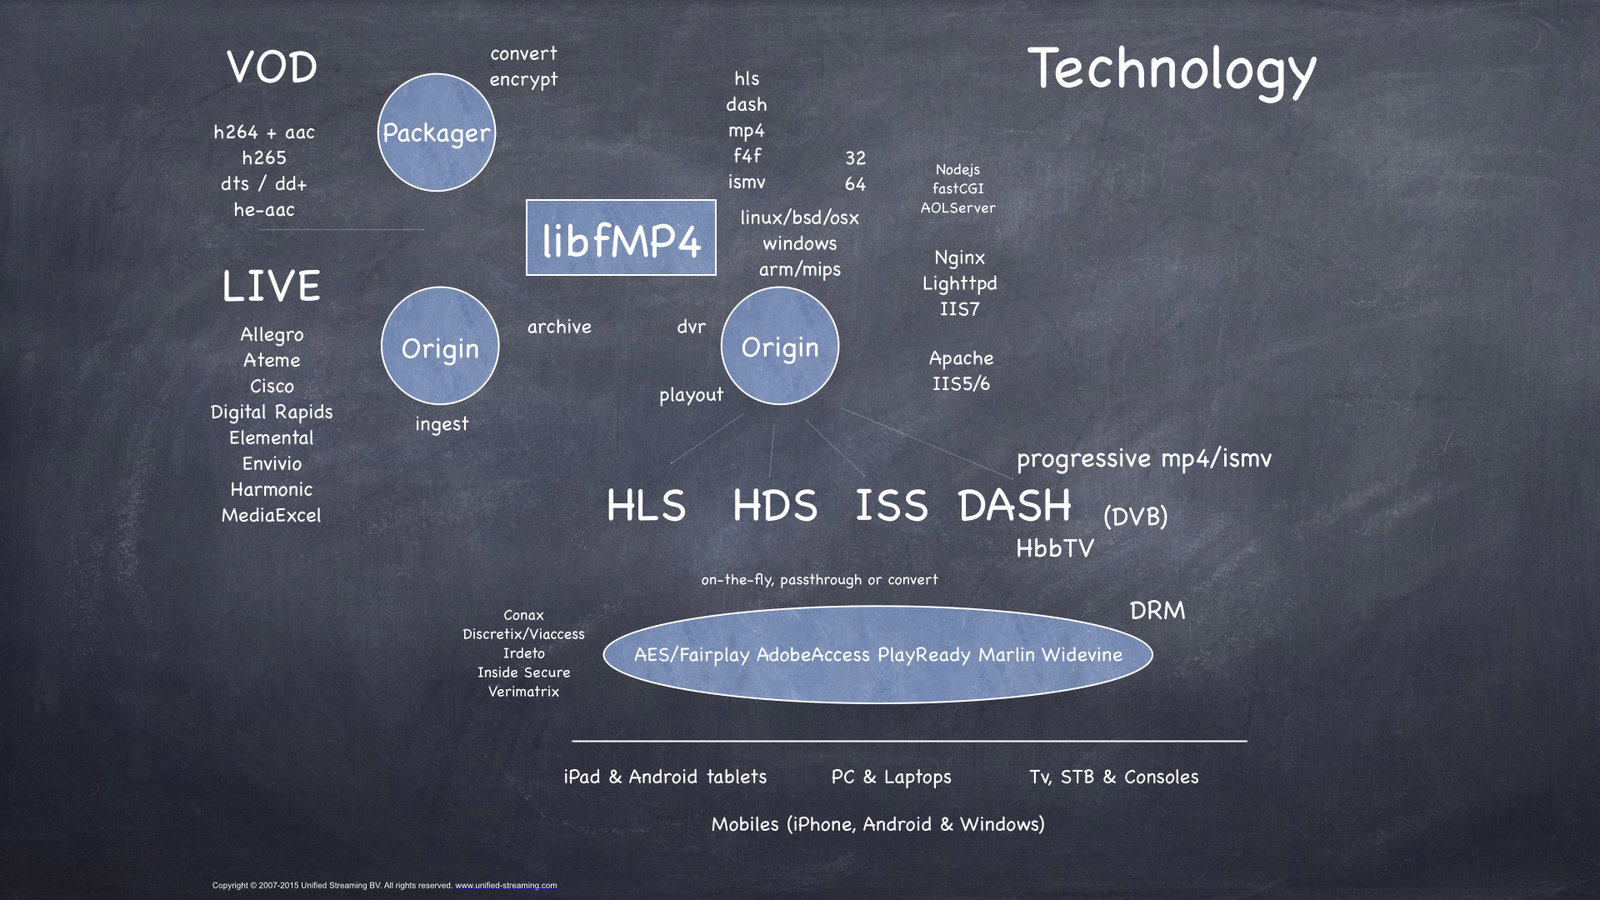 Technology
VOD
convert
encrypt
Packager
h264 + aac
h265
dts / dd+
he-aac
hls
dash
mp4
f4f
ismv
32
64
Nodejs
fastCGI
AOLServer
libfMP4
linux/bsd/osx
windows
arm/mips
Nginx
Lighttpd
IIS7
LIVE
Allegro
Ateme
Cisco
Digital Rapids
Elemental
Envivio
Harmonic
MediaExcel
Origin
archive
ingest
dvr
Origin
playout
Apache
IIS5/6
progressive mp4/ismv
HLS HDS ISS DASH (DVB)
HbbTV
on-the-fly, passthrough or convert
DRM
Conax
Discretix/Viaccess
Irdeto
Inside Secure
Verimatrix
AES/Fairplay AdobeAccess PlayReady Marlin Widevine
iPad & Android tablets PC & Laptops Tv, STB & Consoles
Mobiles (iPhone, Android & Windows)
Copyright © 2007-2015 Unified Streaming BV. All rights reserved. www.unified-streaming.com